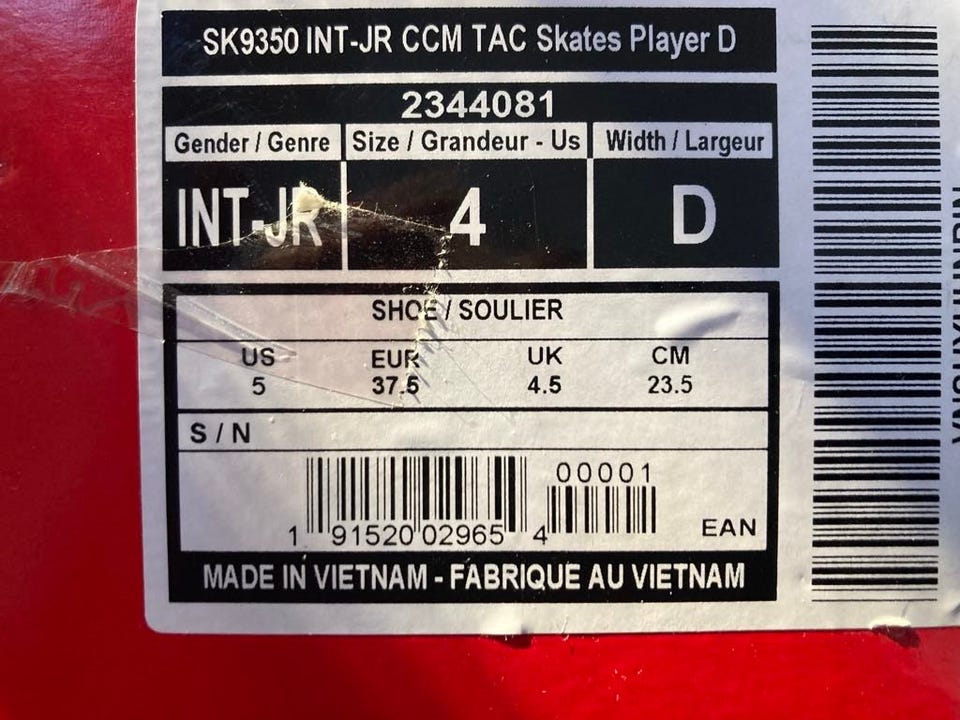 SK9350 INT-JR CCM TAC Skates Player D
2344081
Gender / Genre Size / Grandeur - Us Width / Largeur
INT-JR 4 D
SHOE / SOULIER
US EUR UK CM
5 37.5 4.5 23.5
S / N
00001
1 91520 02965 4
EAN
MADE IN VIETNAM - FABRIQUE AU VIETNAM